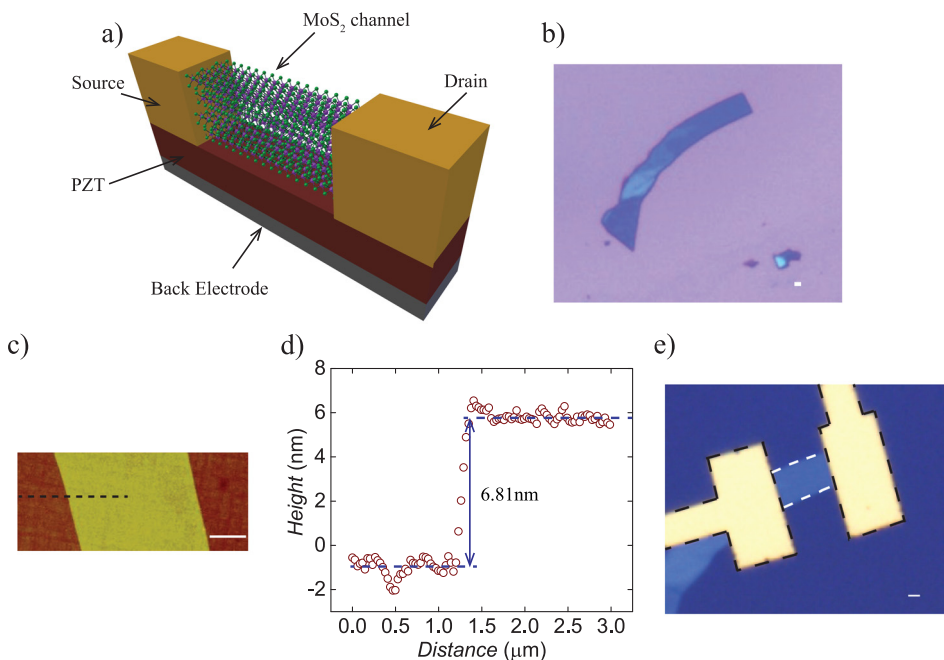 a)
MoS2 channel
Source
Drain
PZT
Back Electrode
b)
c)
d)
8
6
4
2
0
-2
Height (nm)
6.81nm
0.0 0.5 1.0 1.5 2.0 2.5 3.0
Distance (μm)
e)